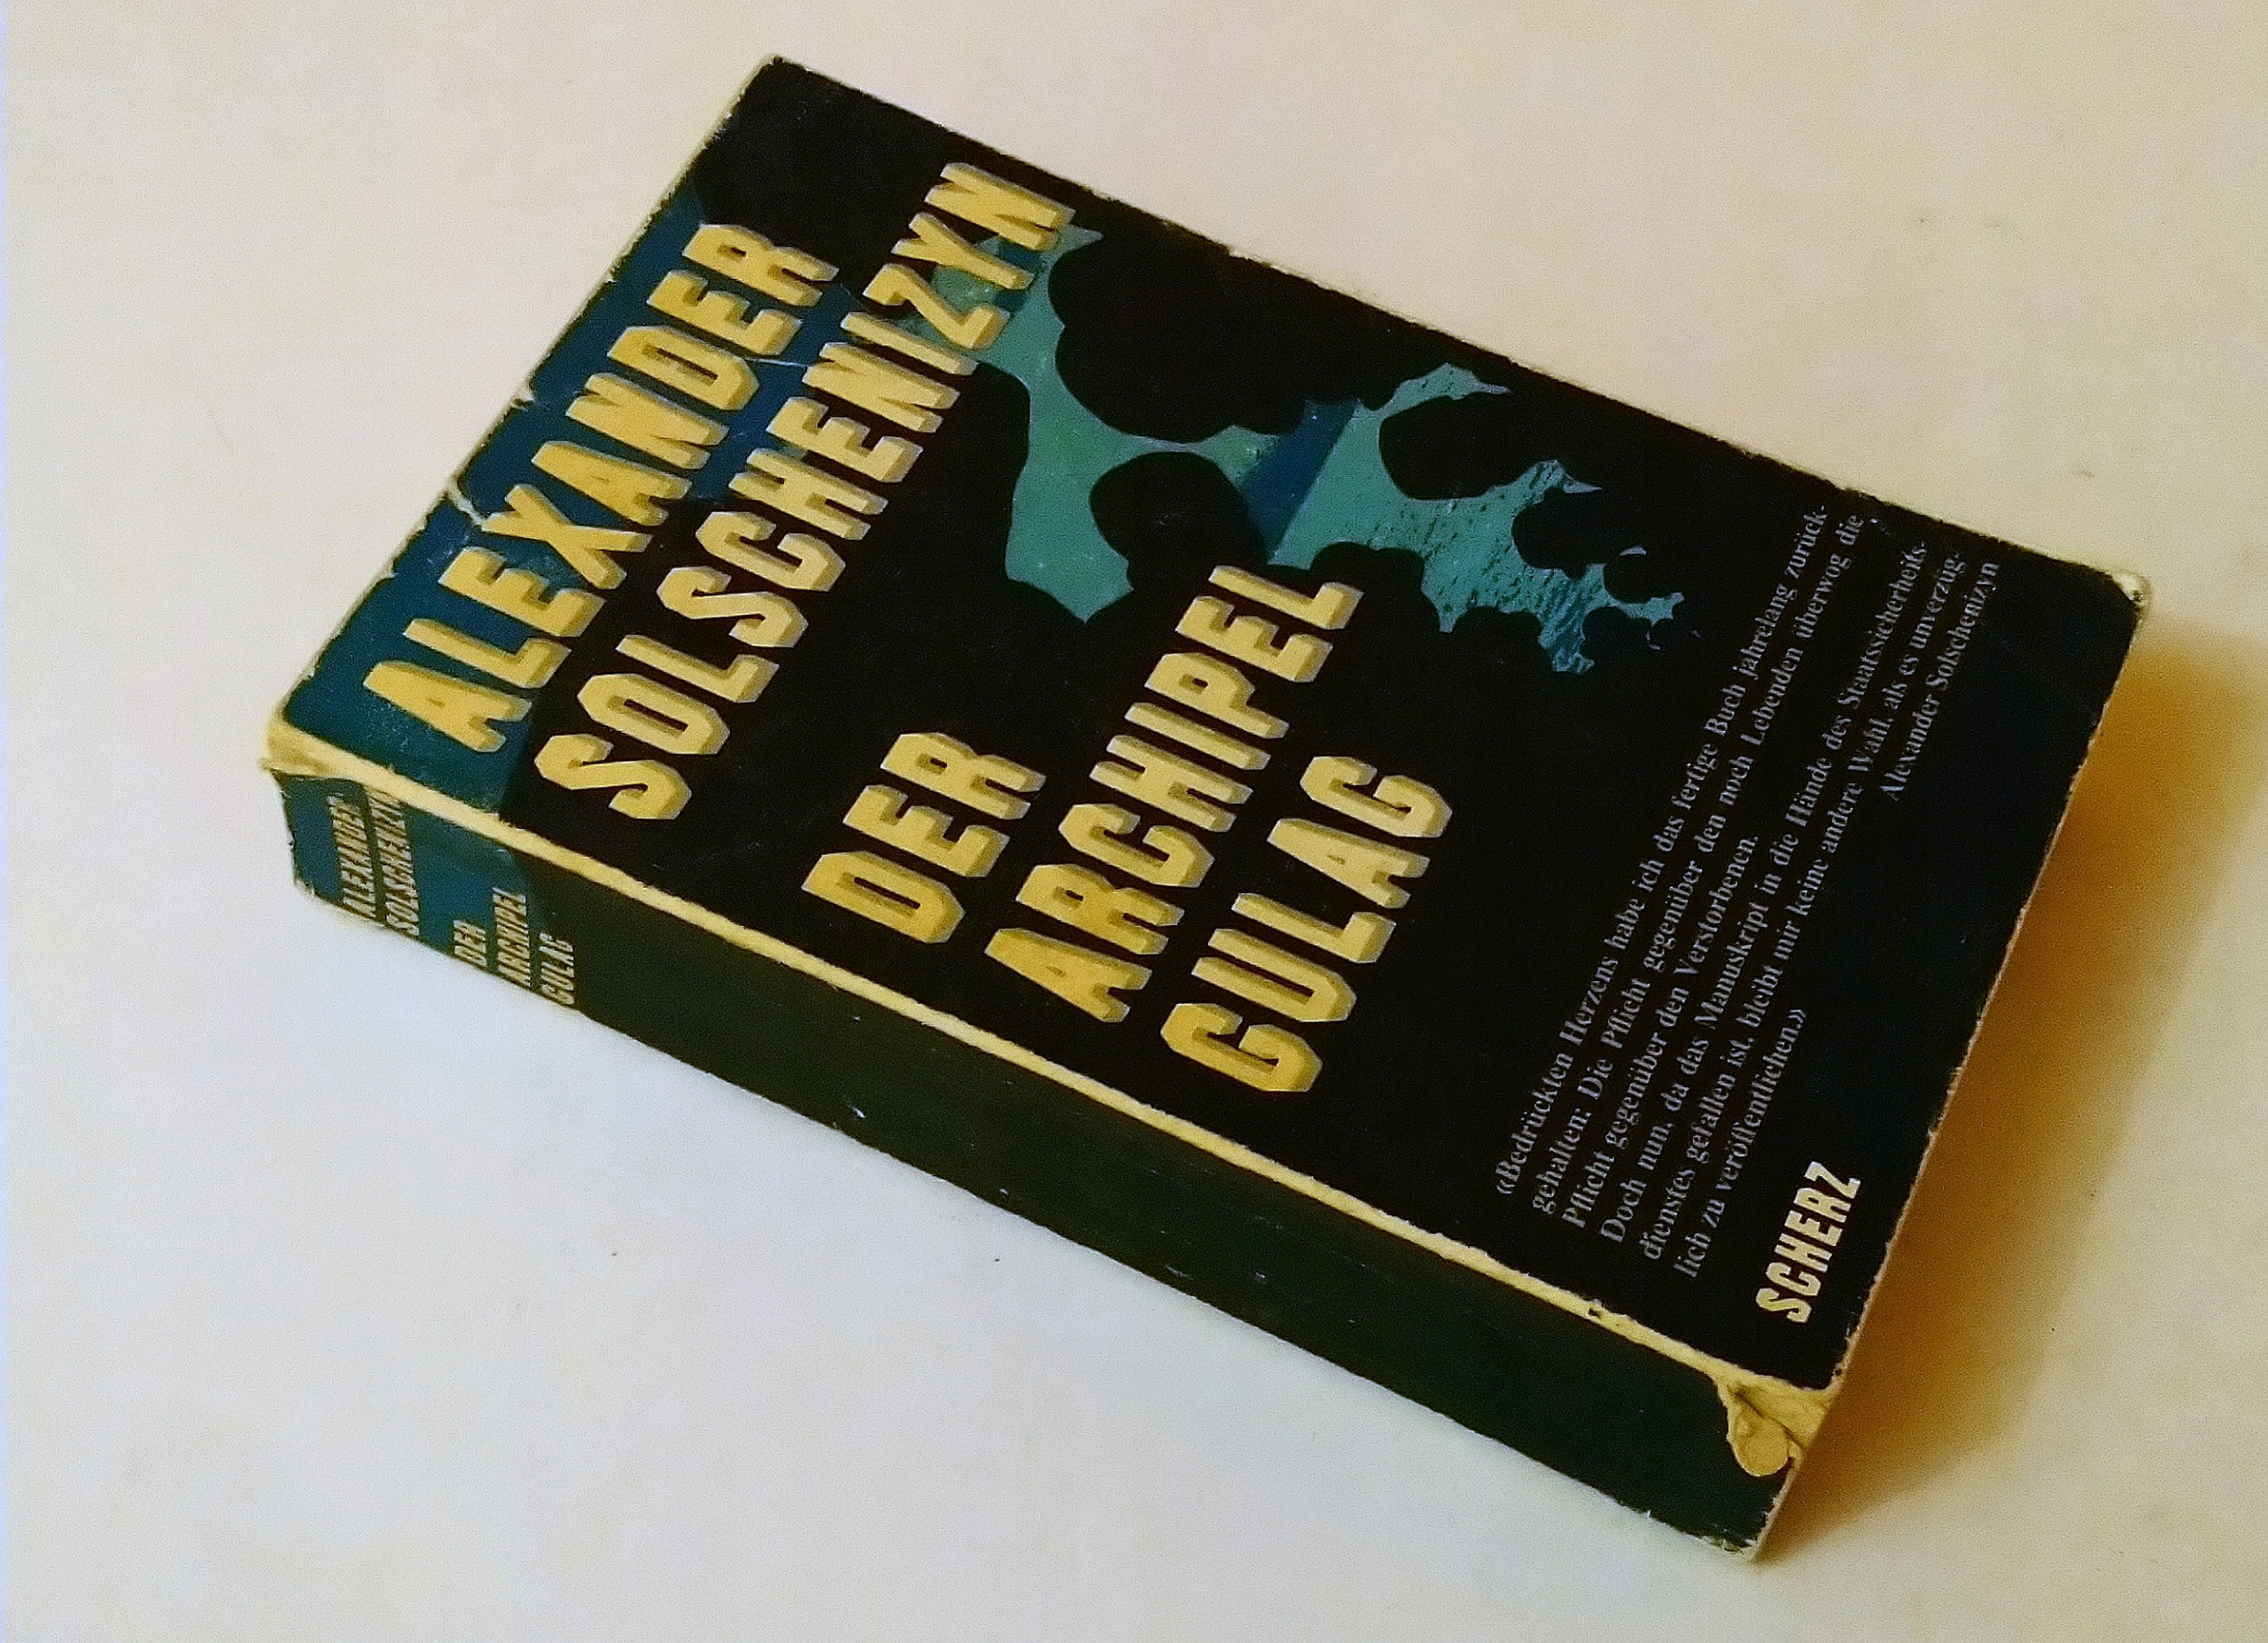 ALEXANDER
SOLSCHENIZYN
DER
ARCHIPEL
GULAG
«Bedrückten Herzens habe ich das fertige Buch jahrelang zurück-
gehalten: Die Pflicht gegenüber den noch Lebenden überwog die
Pflicht gegenüber den Verstorbenen.
Doch nun, da das Manuskript in die Hände des Staatssicherheits-
dienstes gefallen ist, bleibt mir keine andere Wahl, als es unverzüg-
lich zu veröffentlichen.»
Alexander Solschenizyn
SCHERZ
ALEXANDER
SOLSCHENIZYN
DER
ARCHIPEL
GULAG